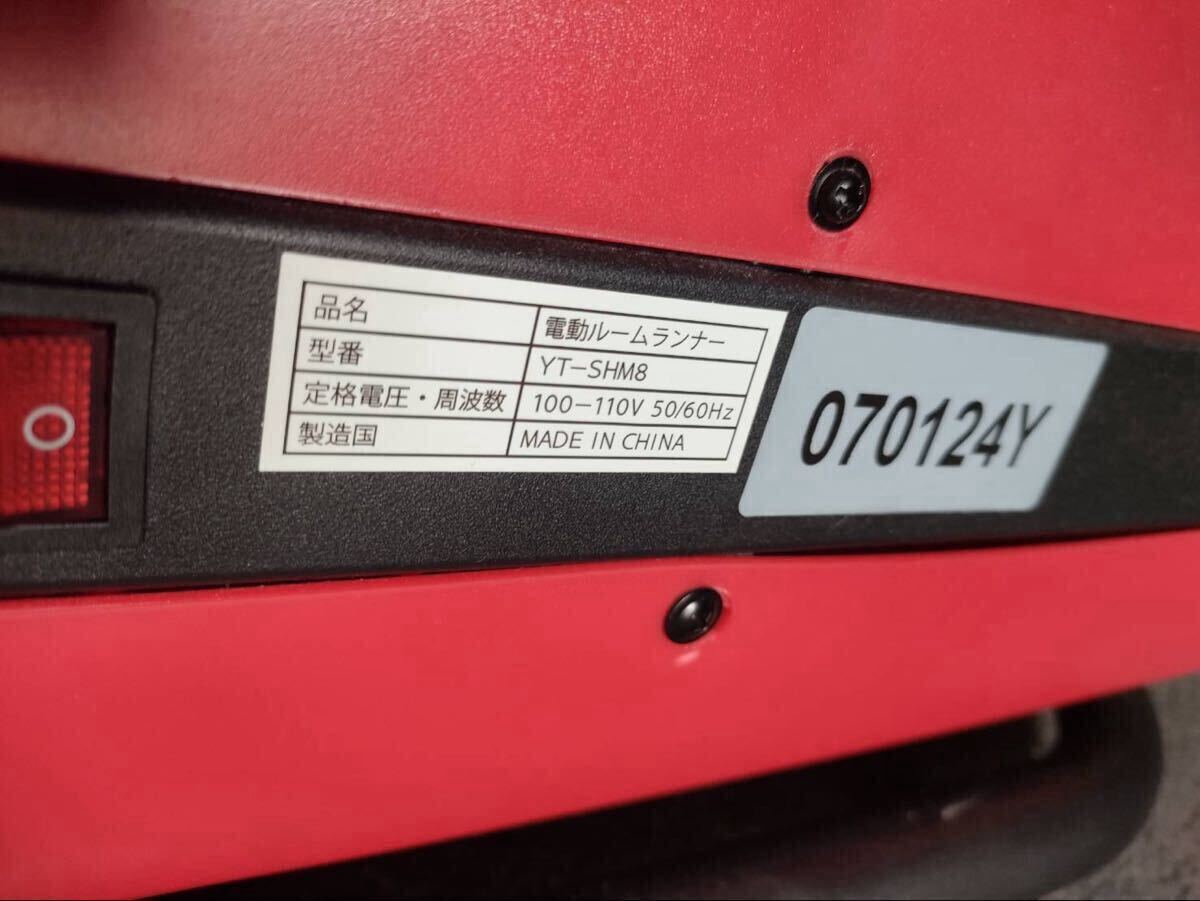 品名 電動ルームランナー
型番 YT-SHM8
定格電圧・周波数 100-110V 50/60Hz
製造国 MADE IN CHINA
070124Y